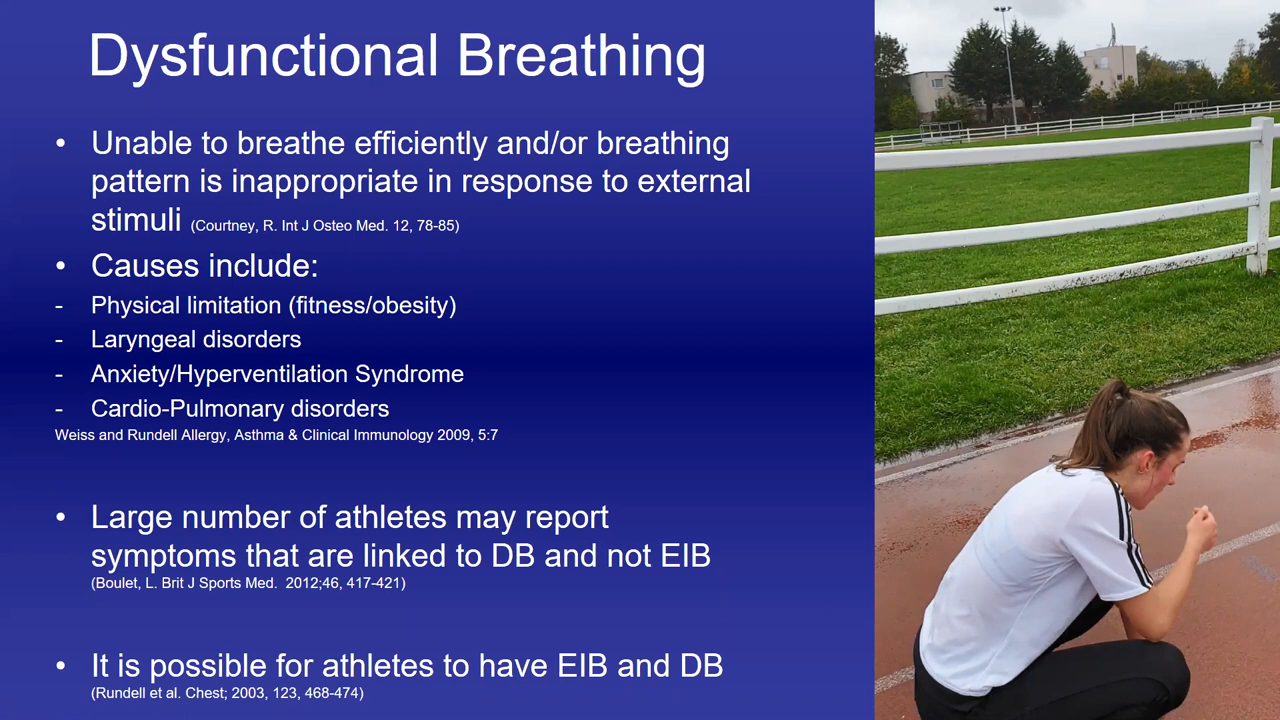 Dysfunctional Breathing
• Unable to breathe efficiently and/or breathing
pattern is inappropriate in response to external
stimuli (Courtney, R. Int J Osteo Med. 12, 78-85)
• Causes include:
- Physical limitation (fitness/obesity)
- Laryngeal disorders
- Anxiety/Hyperventilation Syndrome
- Cardio-Pulmonary disorders
Weiss and Rundell Allergy, Asthma & Clinical Immunology 2009, 5:7
• Large number of athletes may report
symptoms that are linked to DB and not EIB
(Boulet, L. Brit J Sports Med.  2012;46, 417-421)
• It is possible for athletes to have EIB and DB
(Rundell et al. Chest; 2003, 123, 468-474)